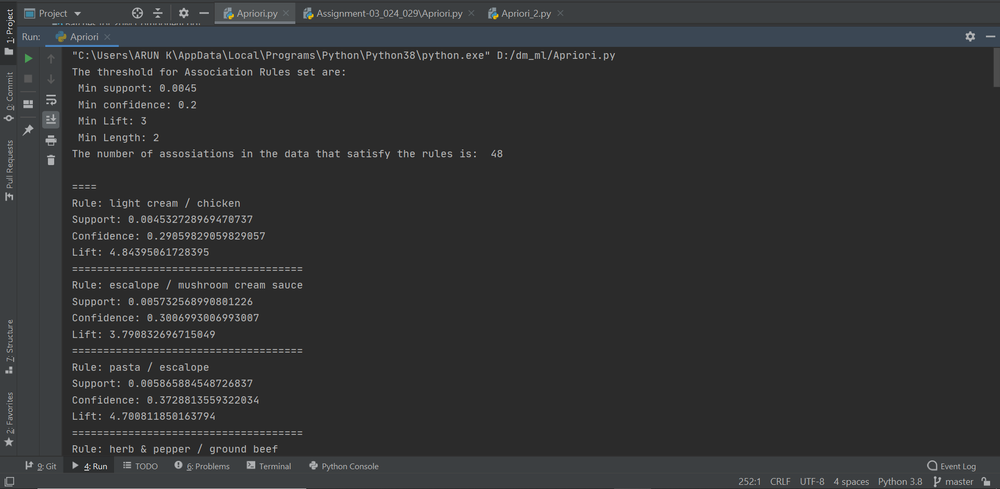 Project
Apriori.py
Assignment-03_024_029\Apriori.py
Apriori_2.py
Run:
Apriori
"C:\Users\ARUN K\AppData\Local\Programs\Python\Python38\python.exe" D:/dm_ml/Apriori.py
The threshold for Association Rules set are:
Min support: 0.0045
Min confidence: 0.2
Min Lift: 3
Min Length: 2
The number of assosiations in the data that satisfy the rules is:  48
====
Rule: light cream / chicken
Support: 0.004532728969470737
Confidence: 0.29059829059829057
Lift: 4.84395061728395
=====================================
Rule: escalope / mushroom cream sauce
Support: 0.005732568990801226
Confidence: 0.3006993006993007
Lift: 3.790832696715049
=====================================
Rule: pasta / escalope
Support: 0.005865884548726837
Confidence: 0.3728813559322034
Lift: 4.700811850163794
=====================================
Rule: herb & pepper / ground beef
1: Project
0: Commit
Pull Requests
7: Structure
2: Favorites
9: Git
4: Run
TODO
6: Problems
Terminal
Python Console
Event Log
252:1
CRLF
UTF-8
4 spaces
Python 3.8
master